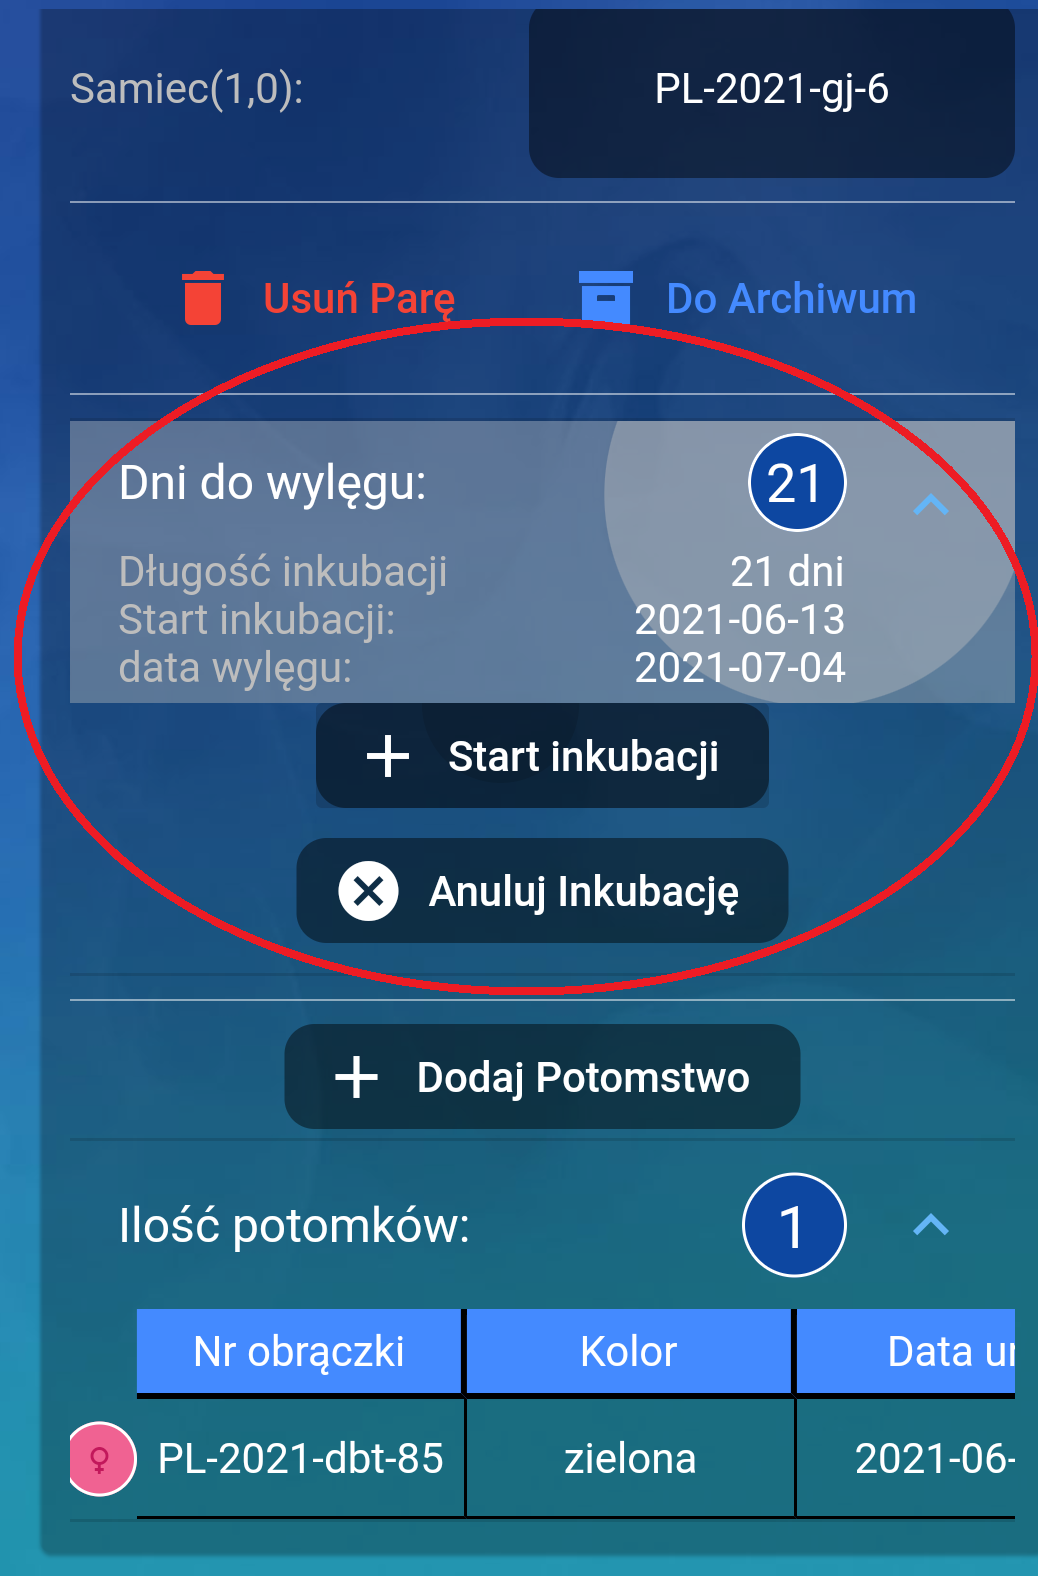 Samiec(1,0): PL-2021-gj-6
Usuń Parę Do Archiwum
Dni do wylęgu: 21
Długość inkubacji 21 dni
Start inkubacji: 2021-06-13
data wylęgu: 2021-07-04
Start inkubacji
Anuluj Inkubację
Dodaj Potomstwo
Ilość potomków: 1
Nr obrączki Kolor Data ur
PL-2021-dbt-85 zielona 2021-06-